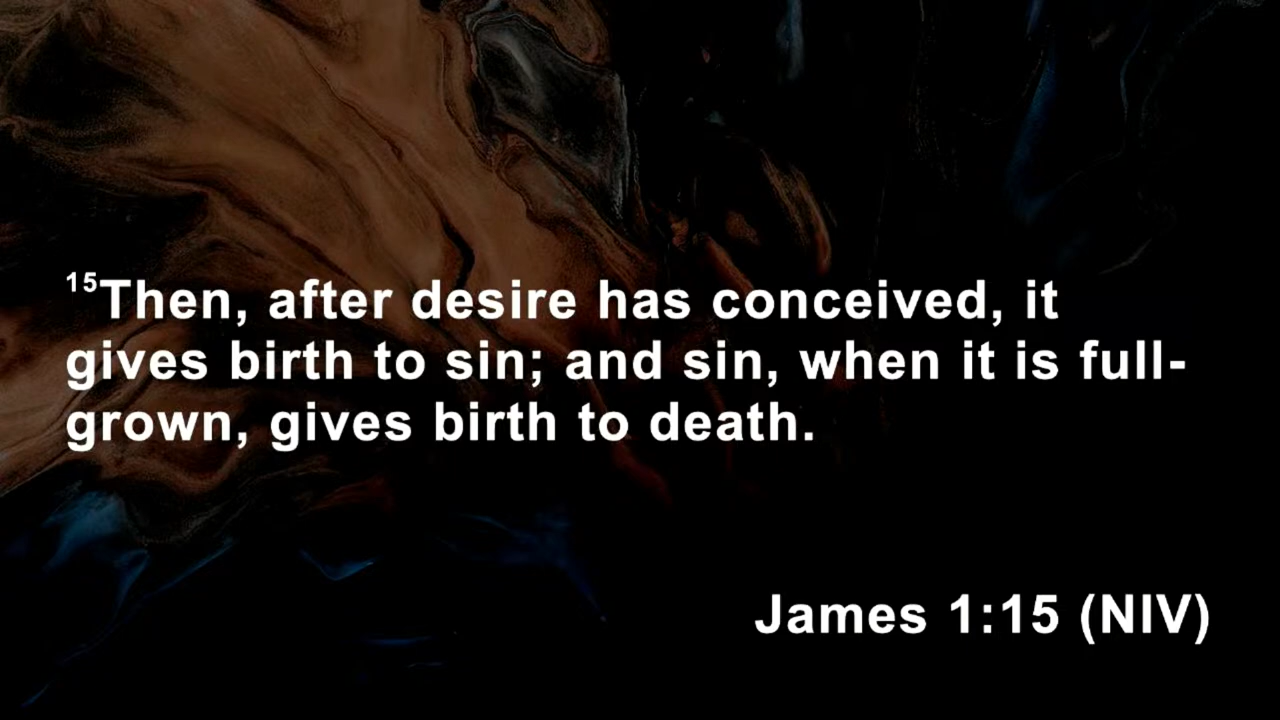 15Then, after desire has conceived, it
gives birth to sin; and sin, when it is full-
grown, gives birth to death.
James 1:15 (NIV)